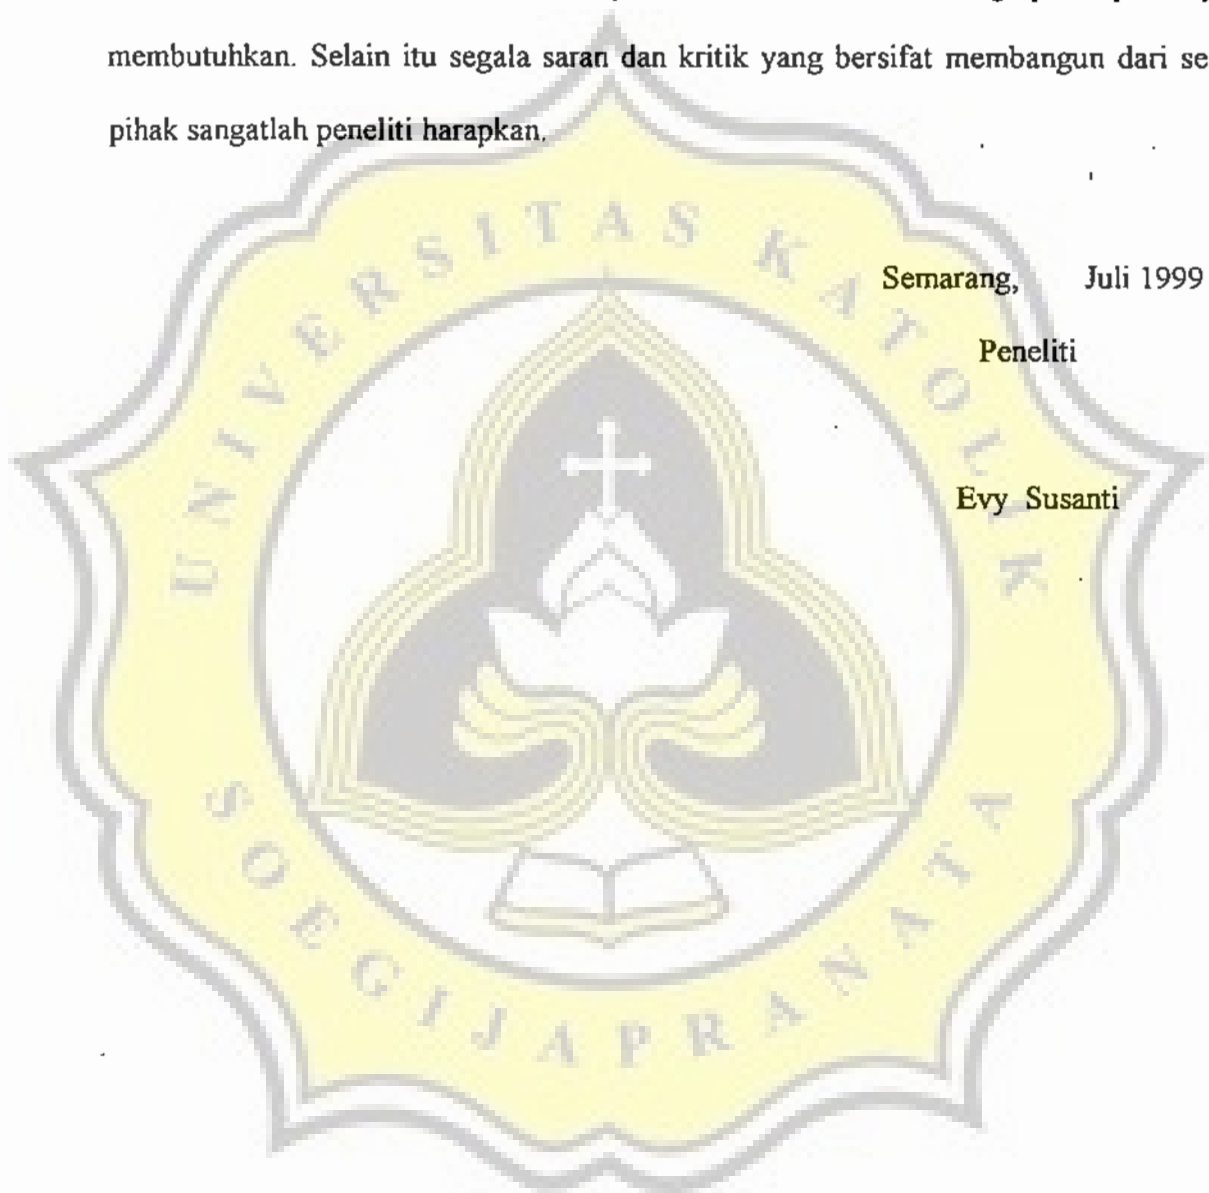 membutuhkan. Selain itu segala saran dan kritik yang bersifat membangun dari se
pihak sangatlah peneliti harapkan.
Semarang, Juli 1999
Peneliti
Evy Susanti
UNIVERSITAS KATOLIK
SOEGIJAPRANATA